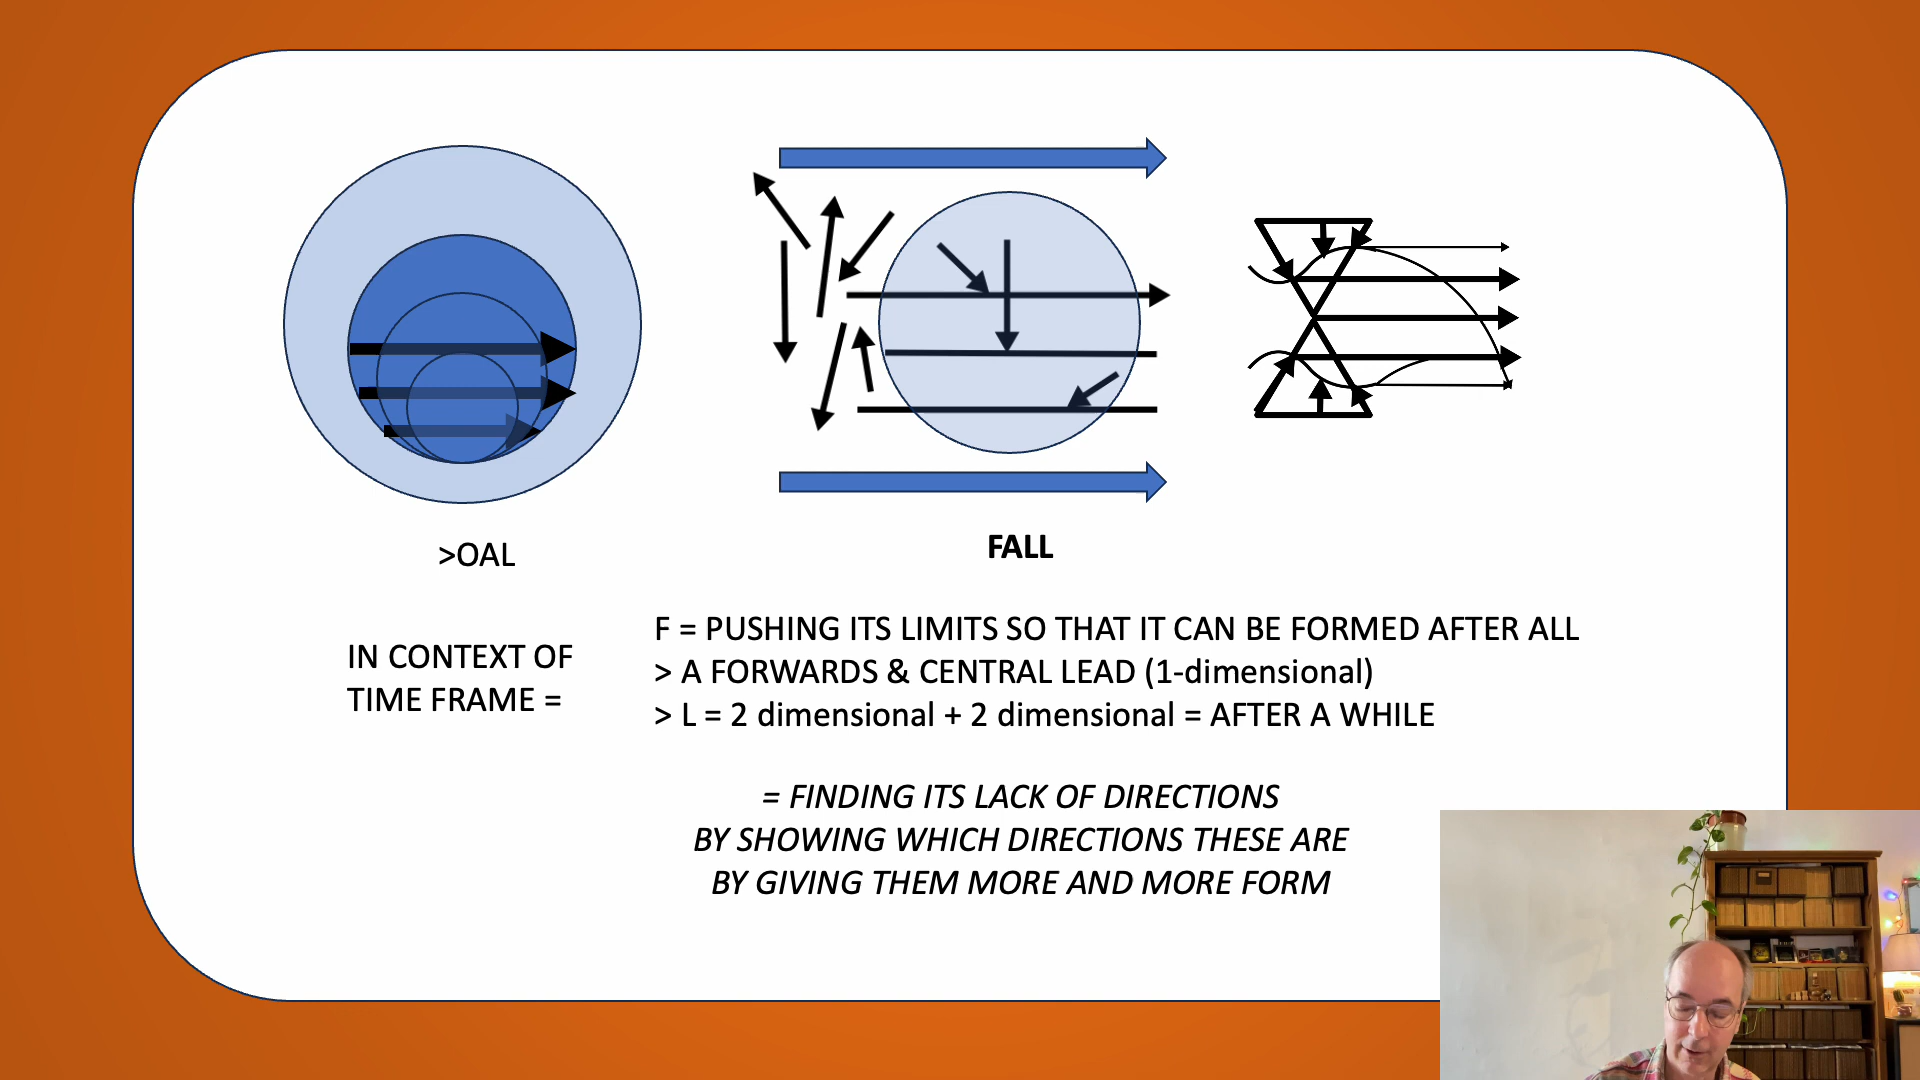 >OAL
FALL
IN CONTEXT OF
TIME FRAME =
F = PUSHING ITS LIMITS SO THAT IT CAN BE FORMED AFTER ALL
> A FORWARDS & CENTRAL LEAD (1-dimensional)
> L = 2 dimensional + 2 dimensional = AFTER A WHILE
= FINDING ITS LACK OF DIRECTIONS
BY SHOWING WHICH DIRECTIONS THESE ARE
BY GIVING THEM MORE AND MORE FORM